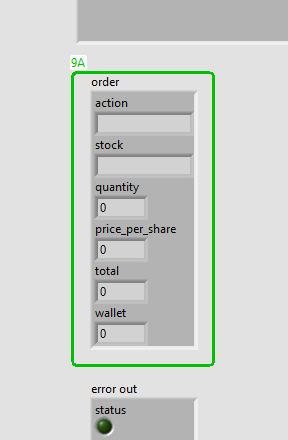 9A
order
action
stock
quantity
0
price_per_share
0
total
0
wallet
0
error out
status